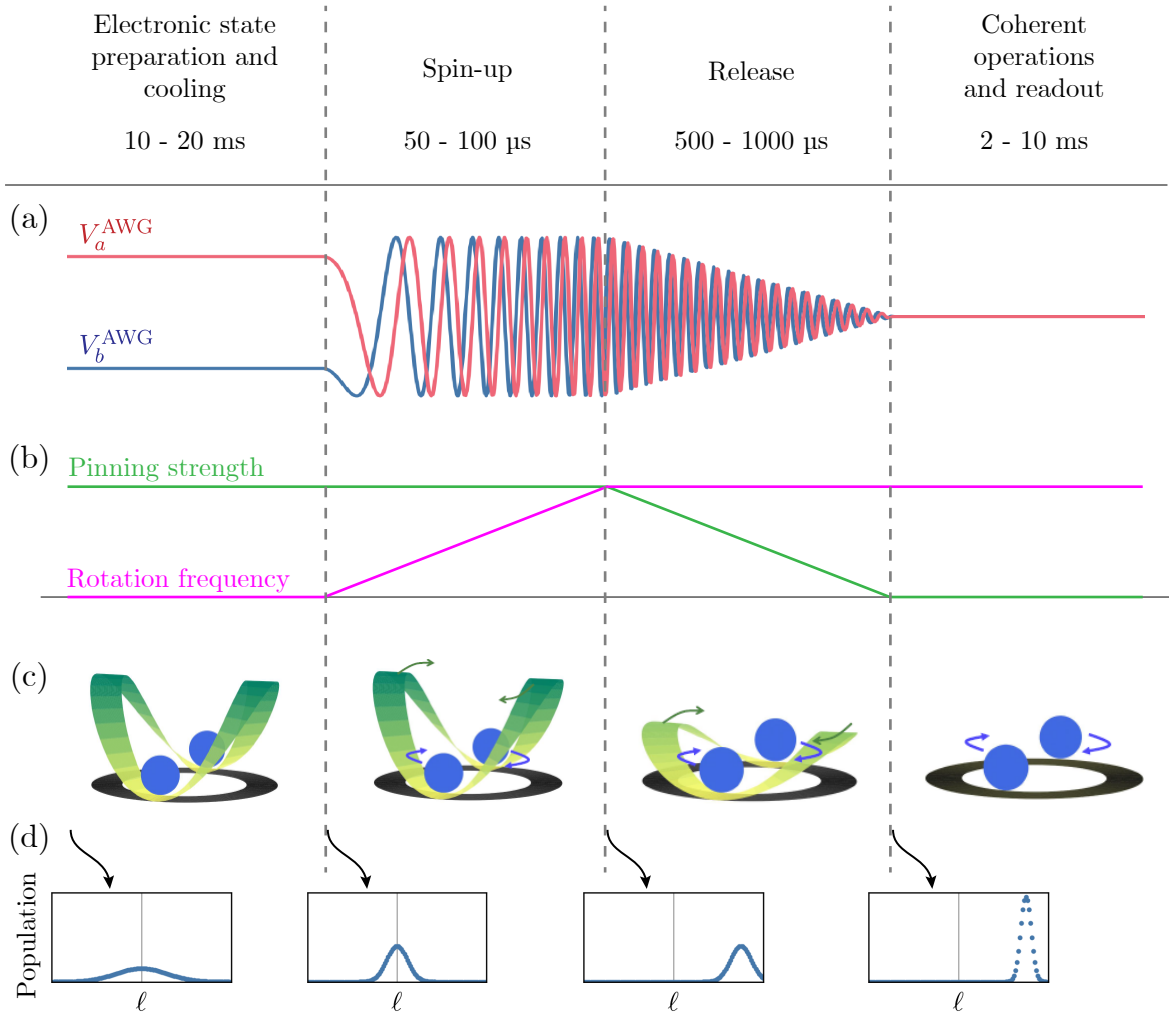 Electronic state
preparation and
cooling
10 - 20 ms
Spin-up
50 - 100 µs
Release
500 - 1000 µs
Coherent
operations
and readout
2 - 10 ms
(a)
V_a^AWG
V_b^AWG
(b)
Pinning strength
Rotation frequency
(c)
(d)
Population
ℓ
ℓ
ℓ
ℓ